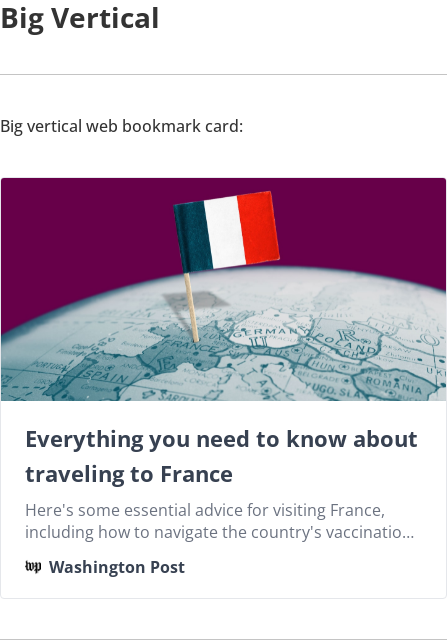 Big Vertical
Big vertical web bookmark card:
GERMANY
FRANCE
SPAIN
ROMANIA
YUGO SLA
Everything you need to know about
traveling to France
Here's some essential advice for visiting France,
including how to navigate the country's vaccinatio...
wp Washington Post